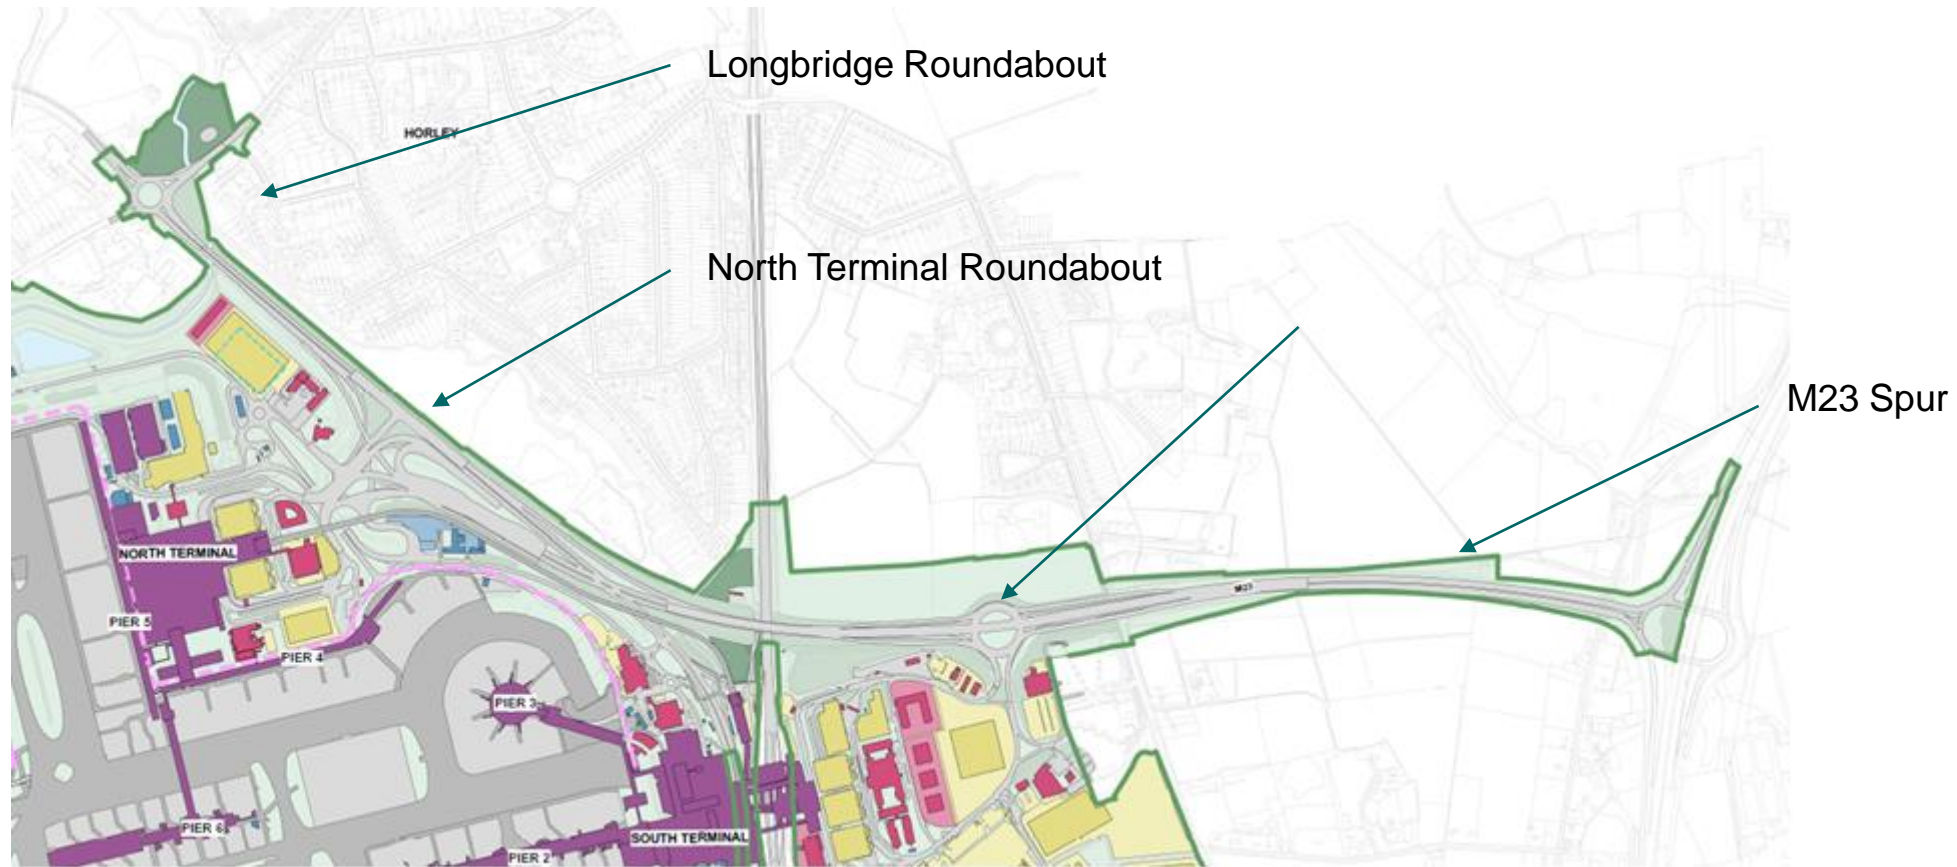 Longbridge Roundabout
HORLEY
North Terminal Roundabout
M23 Spur
NORTH TERMINAL
M23
PIER 5
PIER 4
PIER 3
PIER 6
SOUTH TERMINAL
PIER 2